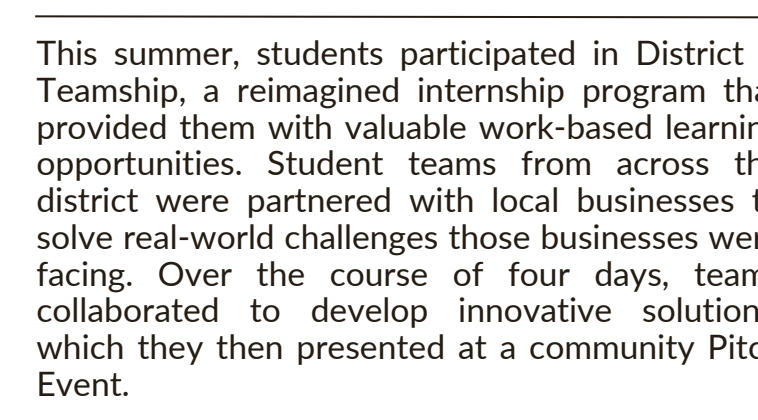 This summer, students participated in District
Teamship, a reimagined internship program tha
provided them with valuable work-based learnin
opportunities. Student teams from across th
district were partnered with local businesses t
solve real-world challenges those businesses wer
facing. Over the course of four days, team
collaborated to develop innovative solution
which they then presented at a community Pitc
Event.